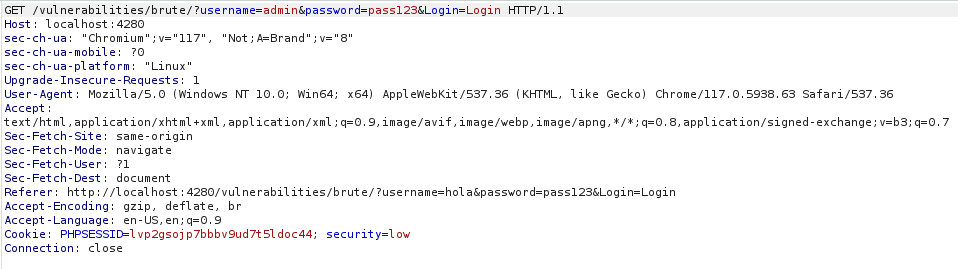 GET /vulnerabilities/brute/?username=admin&password=pass123&Login=Login HTTP/1.1
Host: localhost:4280
sec-ch-ua: "Chromium";v="117", "Not;A=Brand";v="8"
sec-ch-ua-mobile: ?0
sec-ch-ua-platform: "Linux"
Upgrade-Insecure-Requests: 1
User-Agent: Mozilla/5.0 (Windows NT 10.0; Win64; x64) AppleWebKit/537.36 (KHTML, like Gecko) Chrome/117.0.5938.63 Safari/537.36
Accept:
text/html,application/xhtml+xml,application/xml;q=0.9,image/avif,image/webp,image/apng,*/*;q=0.8,application/signed-exchange;v=b3;q=0.7
Sec-Fetch-Site: same-origin
Sec-Fetch-Mode: navigate
Sec-Fetch-User: ?1
Sec-Fetch-Dest: document
Referer: http://localhost:4280/vulnerabilities/brute/?username=hola&password=pass123&Login=Login
Accept-Encoding: gzip, deflate, br
Accept-Language: en-US,en;q=0.9
Cookie: PHPSESSID=lvp2gsojp7bbbv9ud7t5ldoc44; security=low
Connection: close